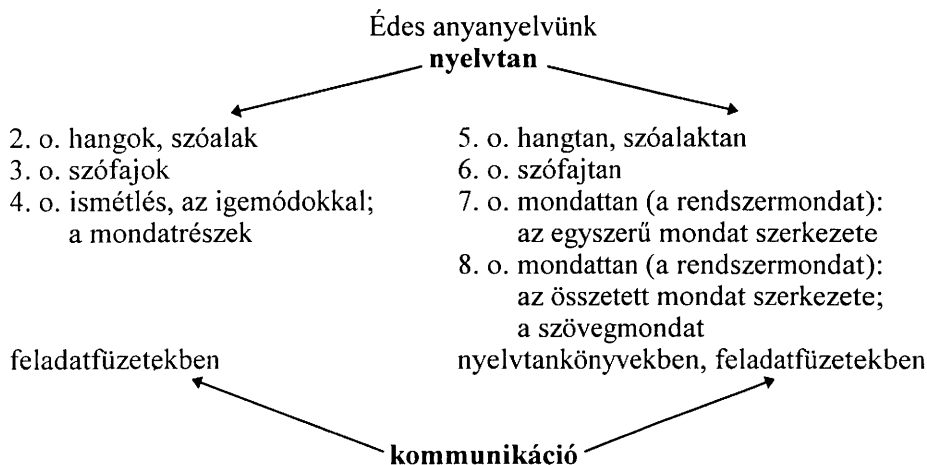 Édes anyanyelvünk
nyelvtan
2. o. hangok, szóalak
3. o. szófajok
4. o. ismétlés, az igemódokkal;
a mondatrészek
feladatfüzetekben
5. o. hangtan, szóalaktan
6. o. szófajtan
7. o. mondattan (a rendszermondat):
az egyszerű mondat szerkezete
8. o. mondattan (a rendszermondat):
az összetett mondat szerkezete;
a szövegmondat
nyelvtankönyvekben, feladatfüzetekben
kommunikáció